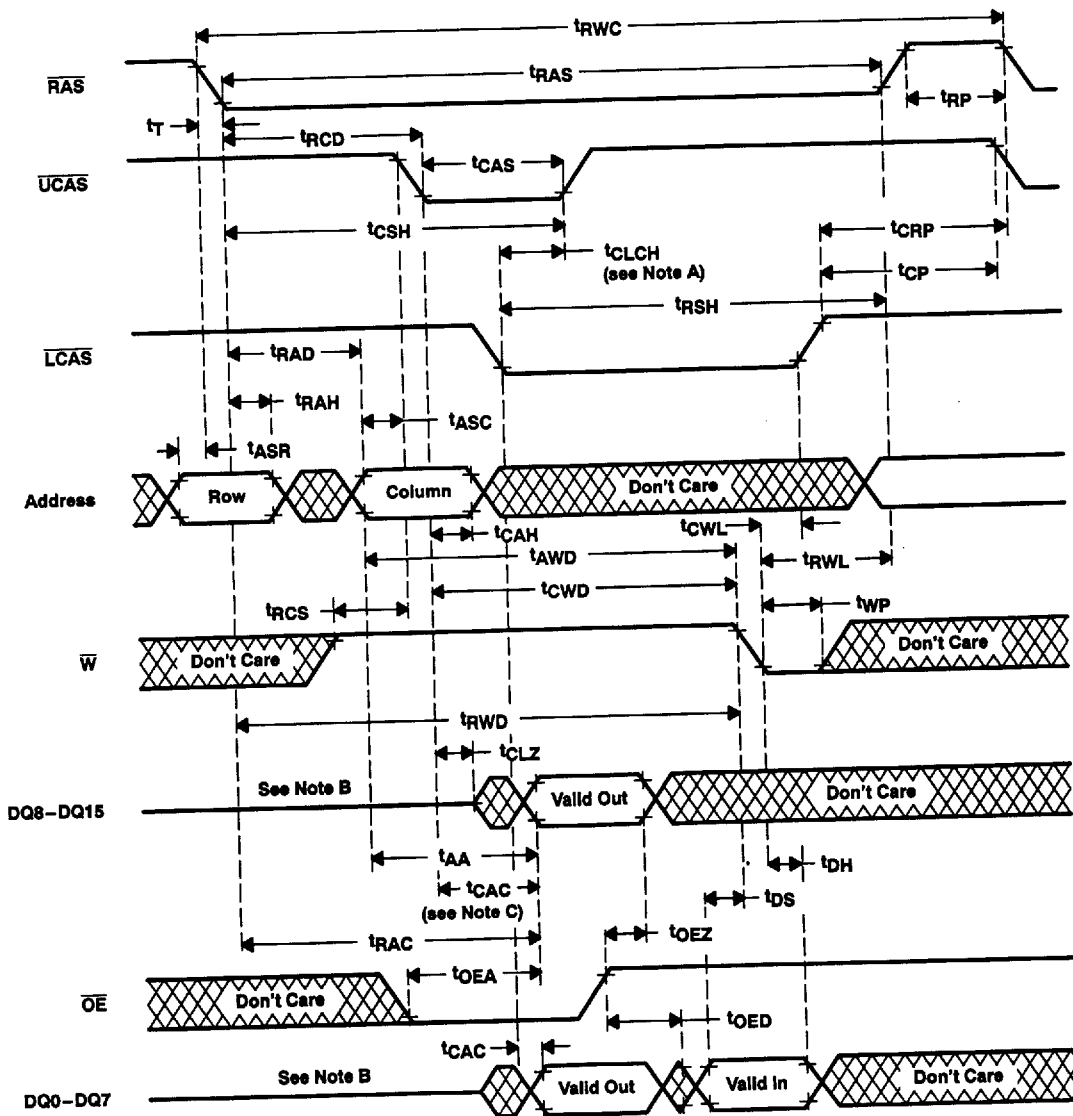 tRWC
RAS
tRAS
tRP
tT
tRCD
UCAS
tCAS
tCSH
tCRP
tCLCH
(see Note A)
tCP
tRSH
LCAS
tRAD
tRAH
tASC
tASR
Address
Row
Column
Don't Care
tCAH
tCWL
tAWD
tRWL
tCWD
tRCS
tWP
W
Don't Care
Don't Care
tRWD
tCLZ
See Note B
DQ8–DQ15
Valid Out
Don't Care
tAA
tDH
tCAC
(see Note C)
tDS
tRAC
tOEZ
tOEA
OE
Don't Care
tOED
tCAC
See Note B
DQ0–DQ7
Valid Out
Valid In
Don't Care